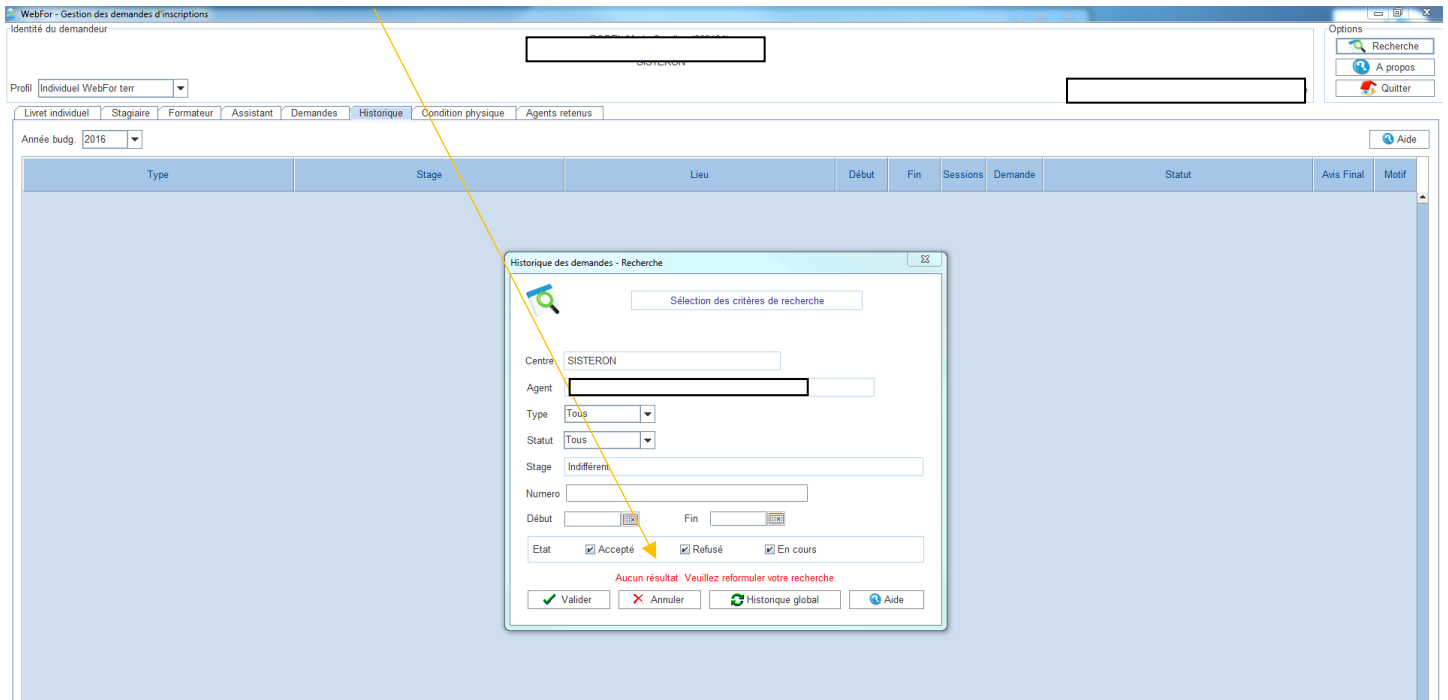 WebFor - Gestion des demandes d'inscriptions
Identité du demandeur
SISTERON
Options
Recherche
A propos
Quitter
Profil Individuel WebFor terr
Livret individuel Stagiaire Formateur Assistant Demandes Historique Condition physique Agents retenus
Année budg. 2016
Aide
Type Stage Lieu Début Fin Sessions Demande Statut Avis Final Motif
Historique des demandes - Recherche
Sélection des critères de recherche
Centre SISTERON
Agent
Type Tous
Statut Tous
Stage Indifférent
Numero
Début Fin
Etat Accepté Refusé En cours
Aucun résultat. Veuillez reformuler votre recherche.
Valider Annuler Historique global Aide